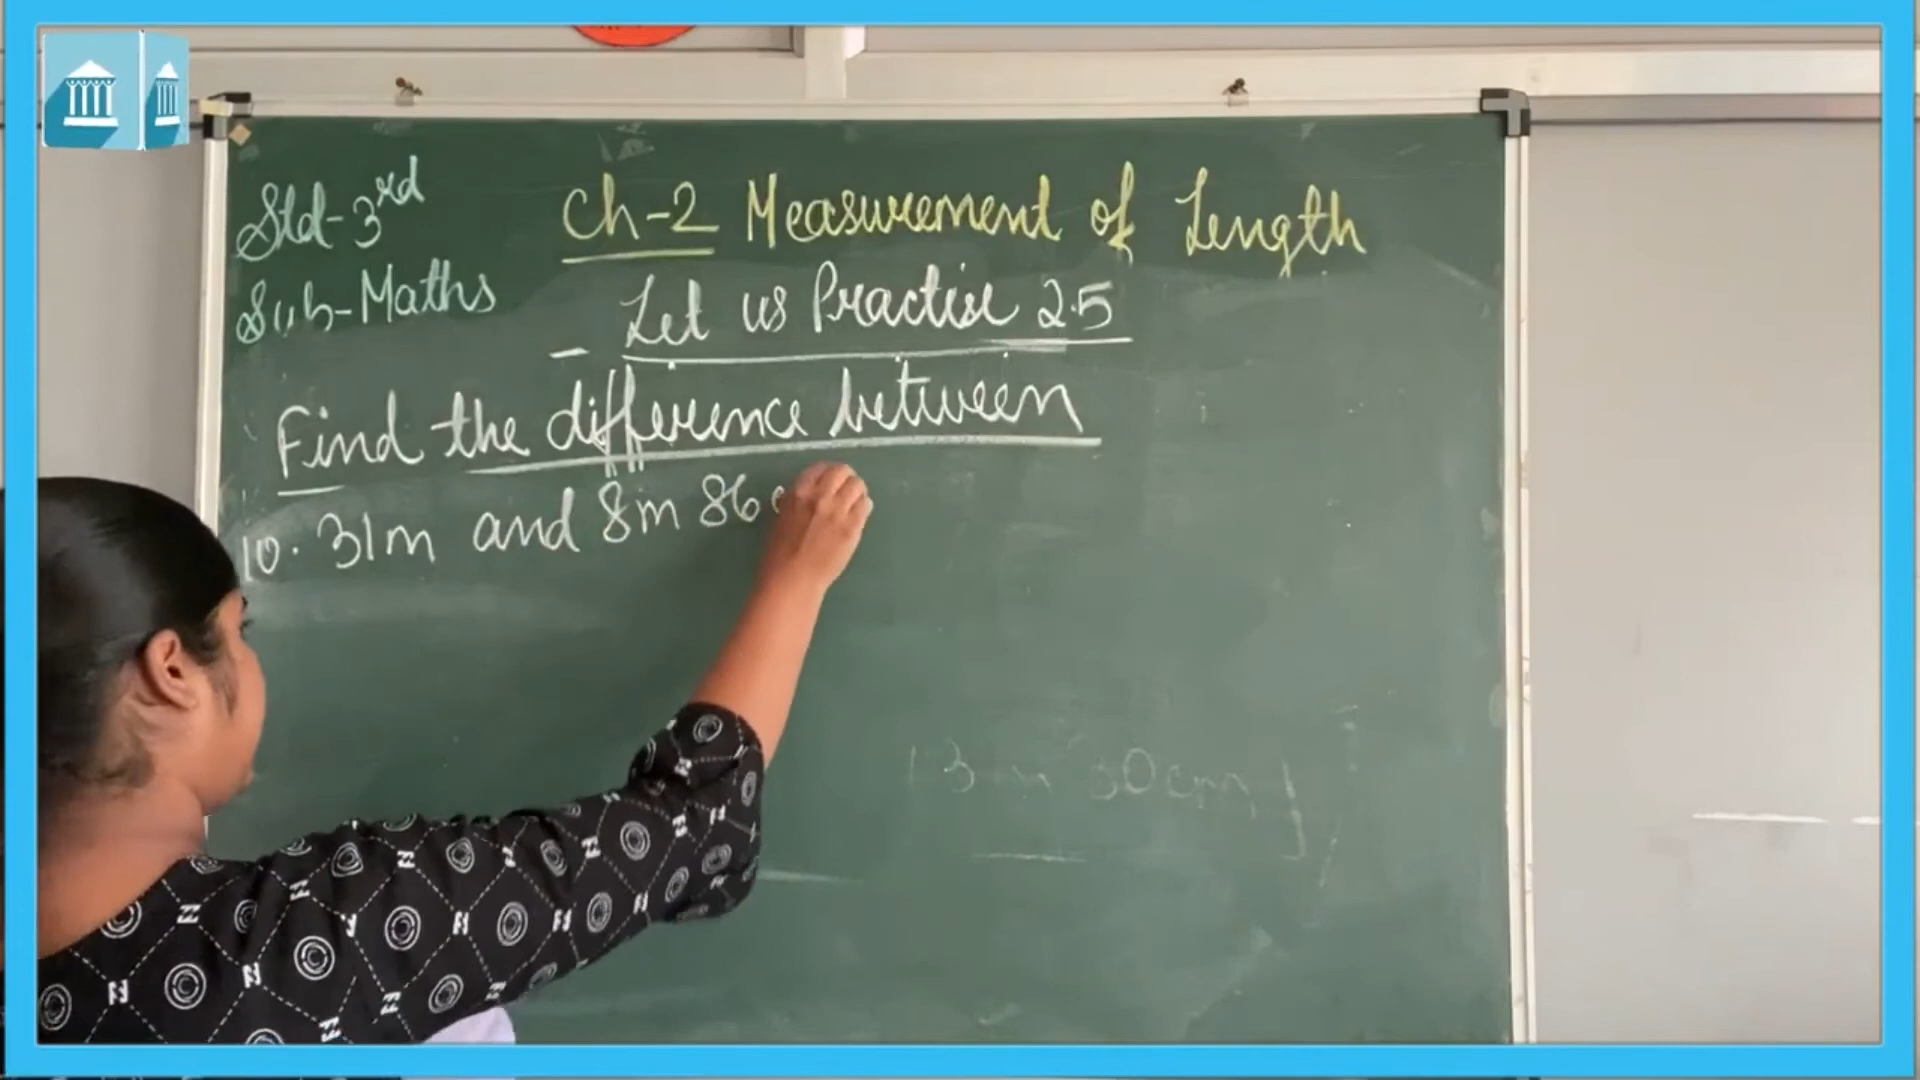 Std-3rd
Ch-2 Measurement of Length
Sub-Maths
Let us Practise 2.5
Find the difference between
10. 31m and 8m 86c